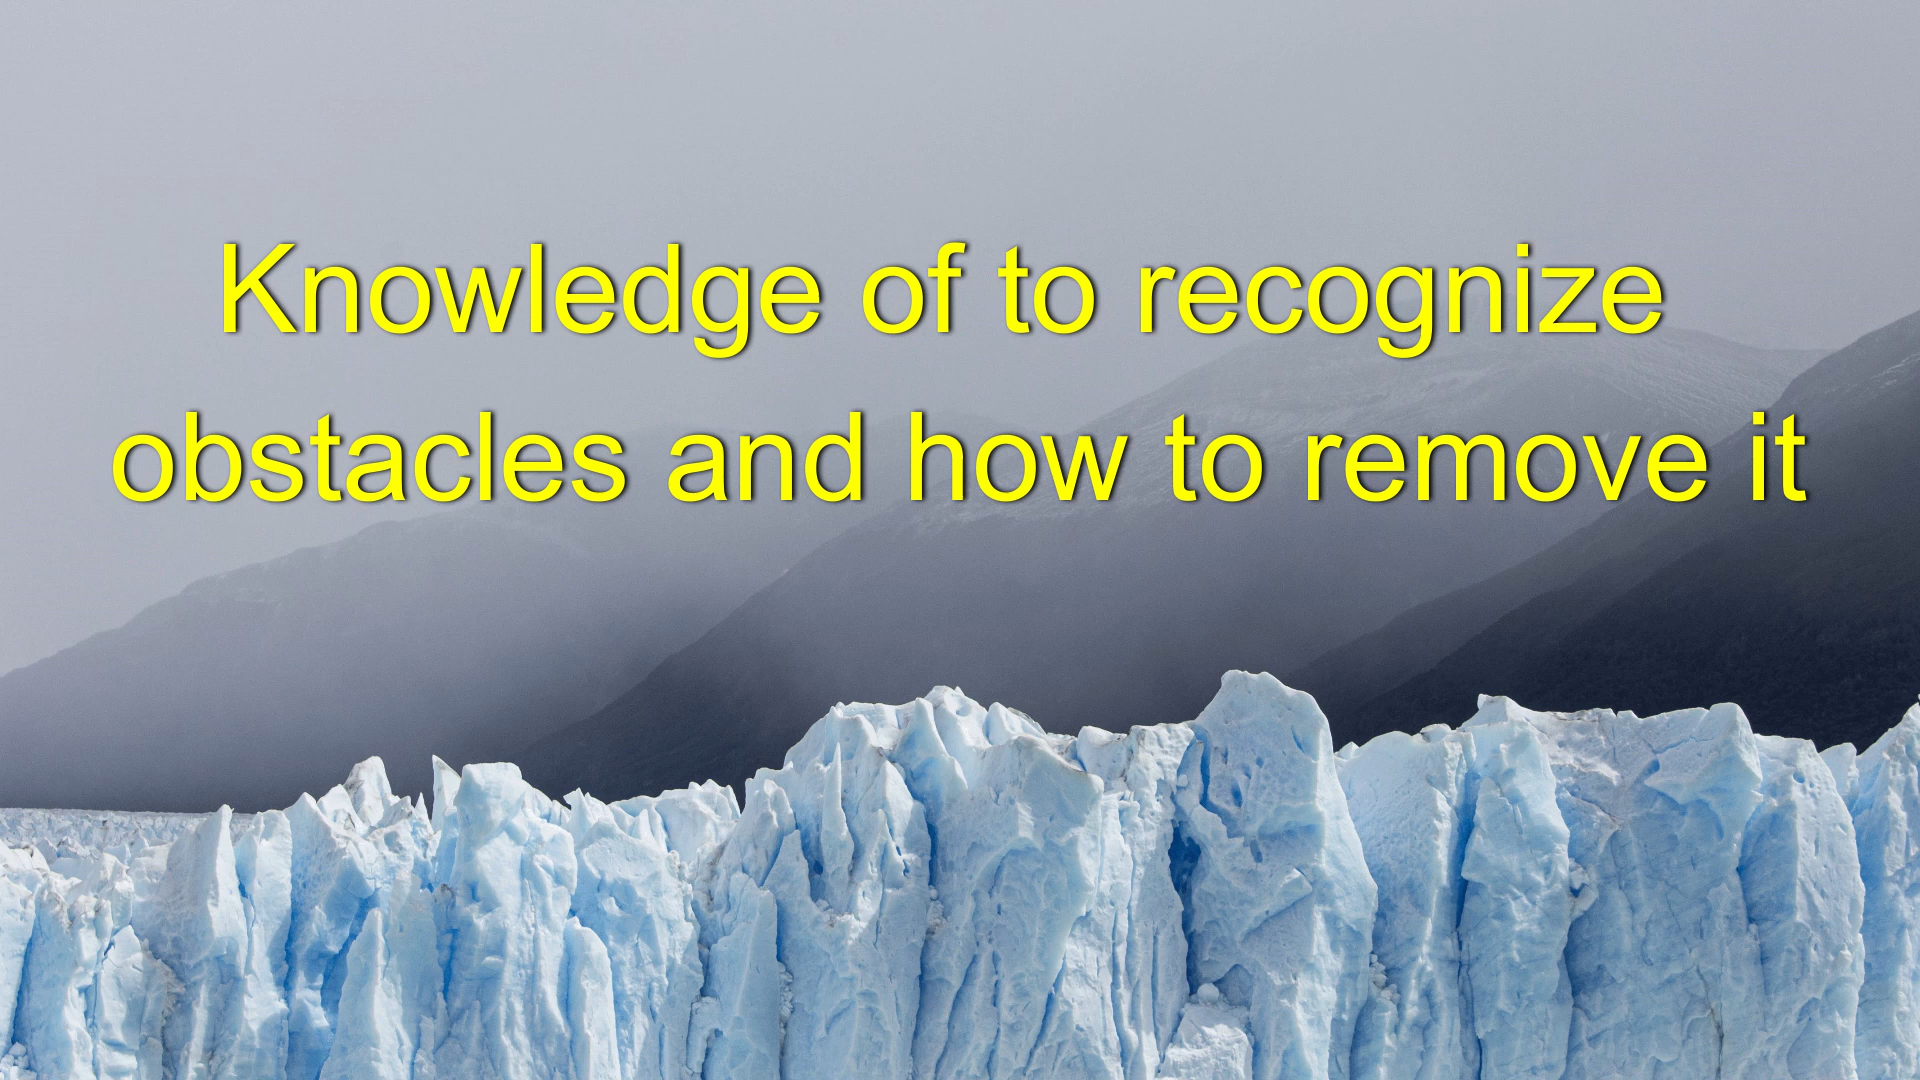 Knowledge of to recognize
obstacles and how to remove it